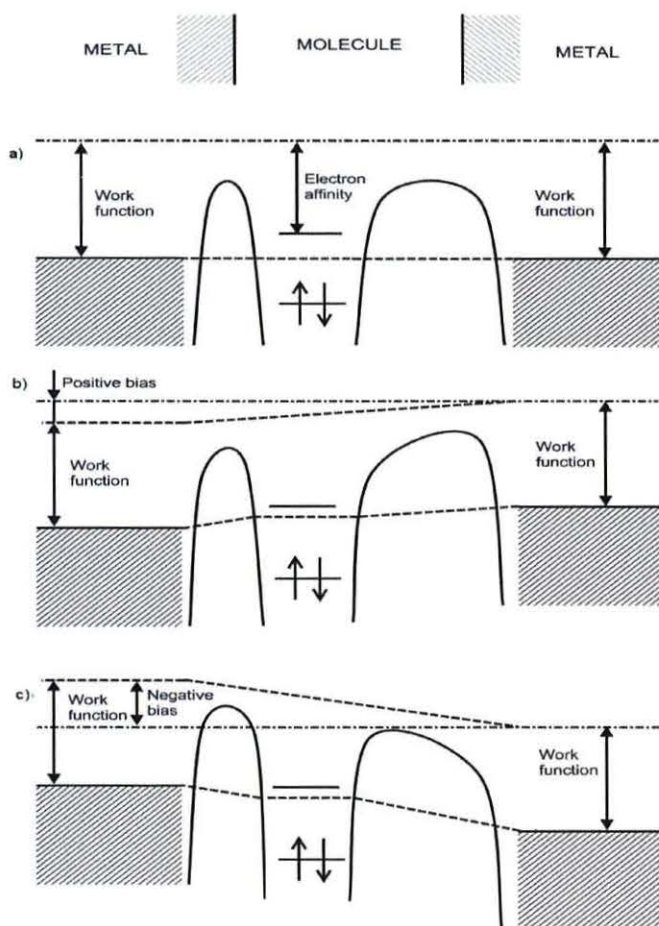 METAL
MOLECULE
METAL
a)
Work
function
Electron
affinity
Work
function
b)
Positive bias
Work
function
Work
function
c)
Work
function
Negative
bias
Work
function